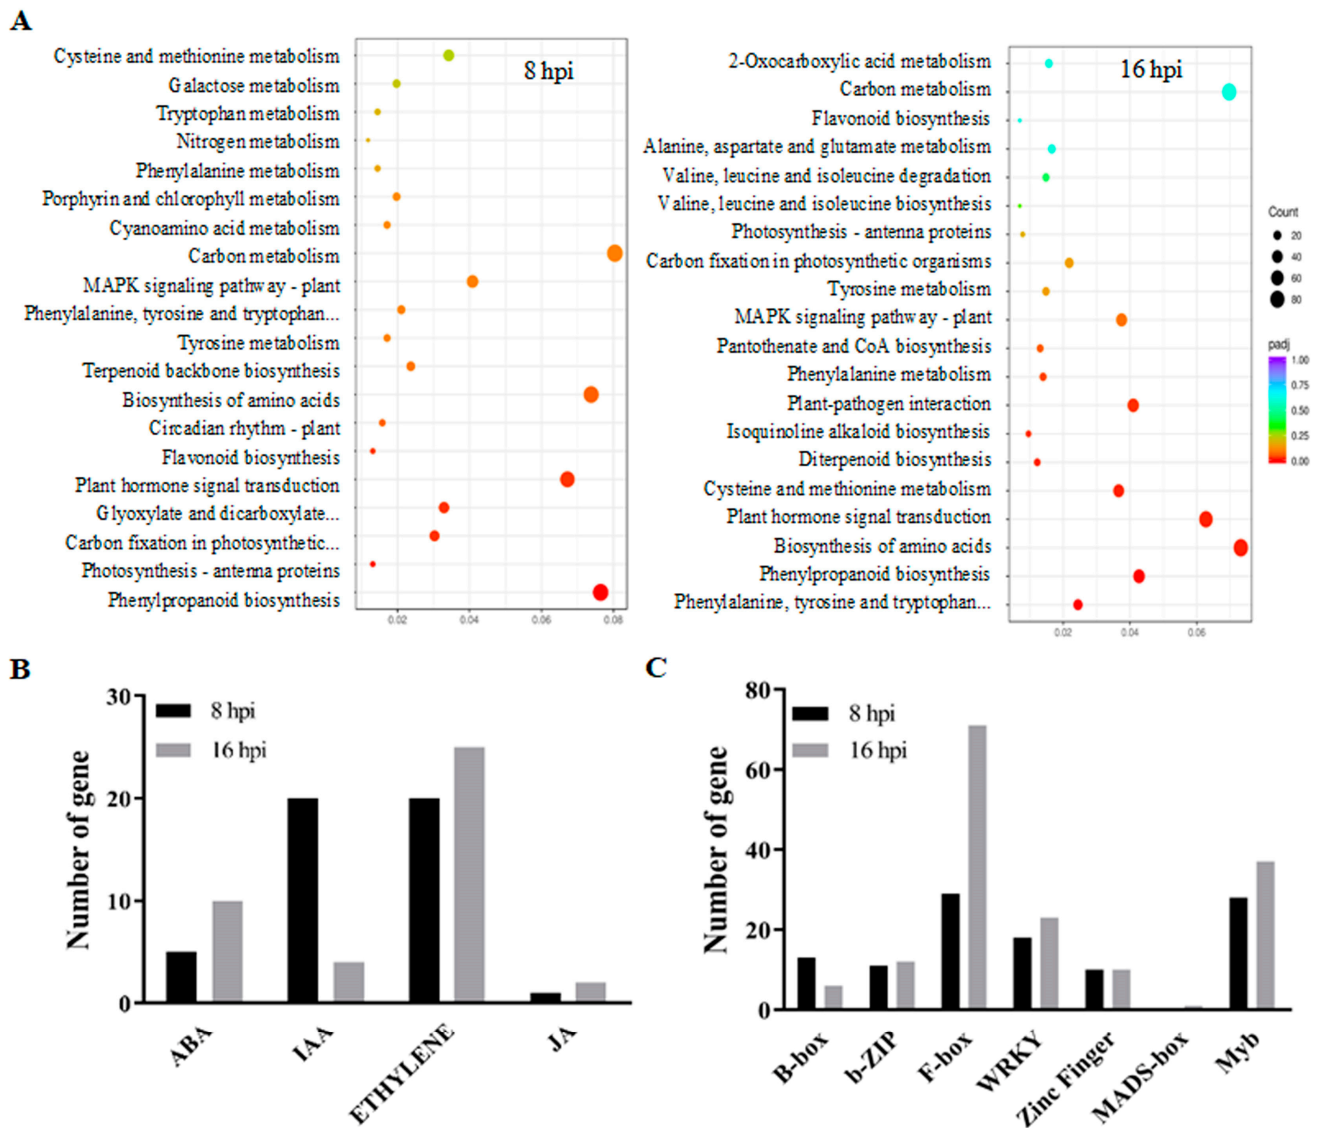 A
8 hpi
Cysteine and methionine metabolism
Galactose metabolism
Tryptophan metabolism
Nitrogen metabolism
Phenylalanine metabolism
Porphyrin and chlorophyll metabolism
Cyanoamino acid metabolism
Carbon metabolism
MAPK signaling pathway - plant
Phenylalanine, tyrosine and tryptophan...
Tyrosine metabolism
Terpenoid backbone biosynthesis
Biosynthesis of amino acids
Circadian rhythm - plant
Flavonoid biosynthesis
Plant hormone signal transduction
Glyoxylate and dicarboxylate...
Carbon fixation in photosynthetic...
Photosynthesis - antenna proteins
Phenylpropanoid biosynthesis
0.02 0.04 0.06 0.08
16 hpi
2-Oxocarboxylic acid metabolism
Carbon metabolism
Flavonoid biosynthesis
Alanine, aspartate and glutamate metabolism
Valine, leucine and isoleucine degradation
Valine, leucine and isoleucine biosynthesis
Photosynthesis - antenna proteins
Carbon fixation in photosynthetic organisms
Tyrosine metabolism
MAPK signaling pathway - plant
Pantothenate and CoA biosynthesis
Phenylalanine metabolism
Plant-pathogen interaction
Isoquinoline alkaloid biosynthesis
Diterpenoid biosynthesis
Cysteine and methionine metabolism
Plant hormone signal transduction
Biosynthesis of amino acids
Phenylpropanoid biosynthesis
Phenylalanine, tyrosine and tryptophan...
0.02 0.04 0.06
Count
20
40
60
80
padj
1.00
0.75
0.50
0.25
0.00
B
Number of gene
30
20
10
0
8 hpi
16 hpi
ABA
IAA
ETHYLENE
JA
C
Number of gene
80
60
40
20
0
8 hpi
16 hpi
B-box
b-ZIP
F-box
WRKY
Zinc Finger
MADS-box
Myb